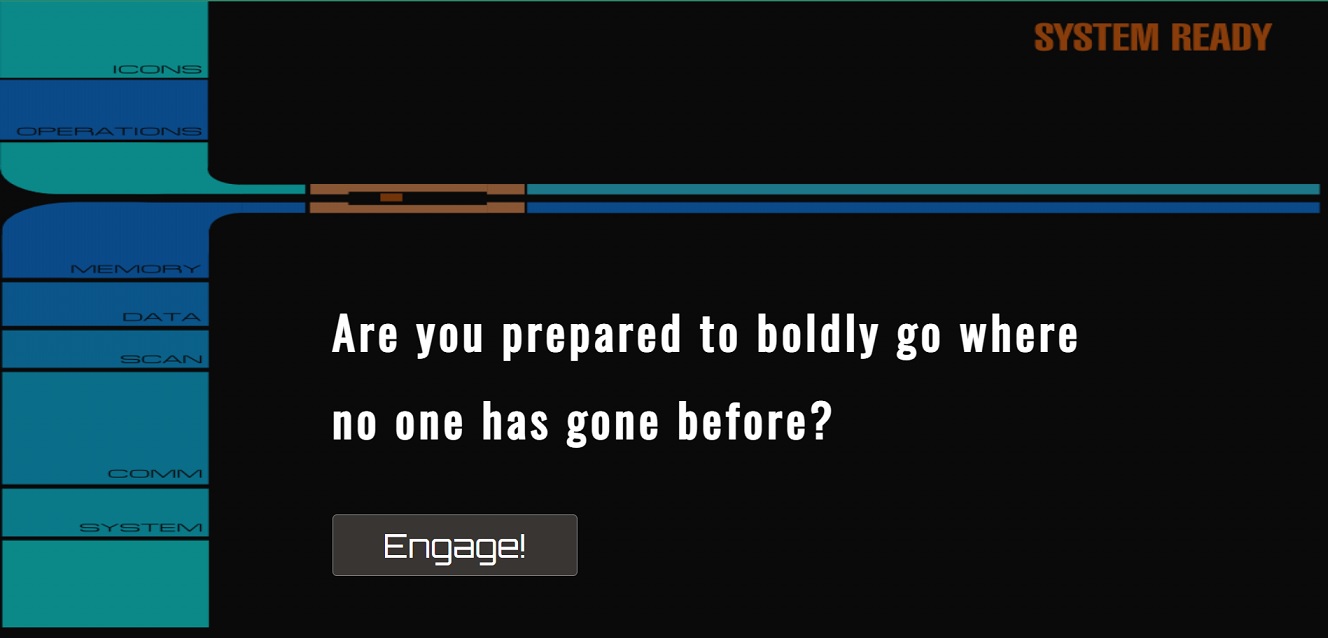 SYSTEM READY
ICONS
OPERATIONS
MEMORY
DATA
SCAN
COMM
SYSTEM
Are you prepared to boldly go where
no one has gone before?
Engage!